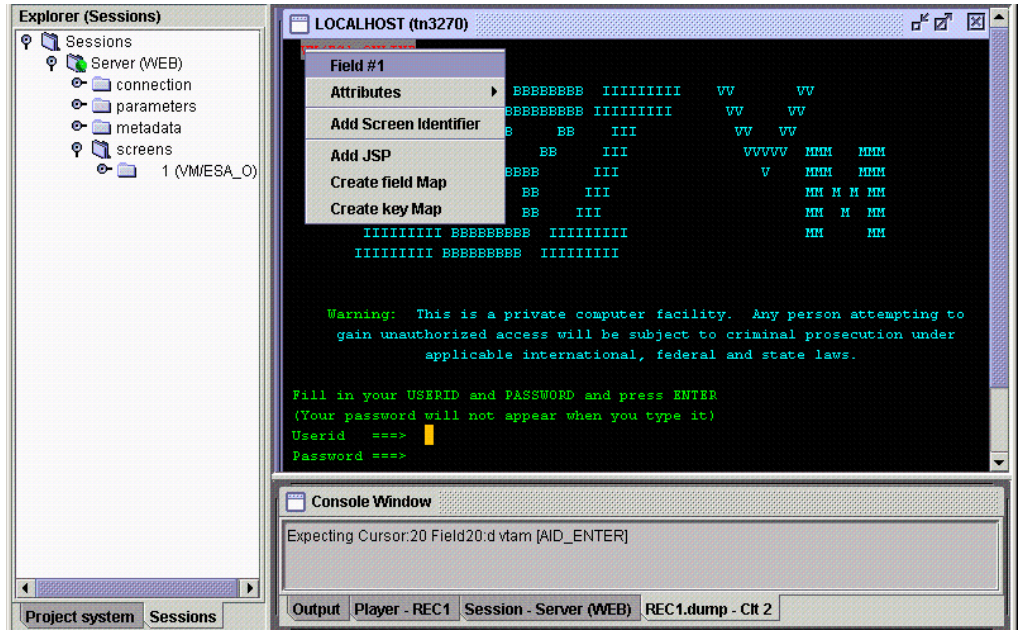 Explorer (Sessions)
Sessions
Server (WEB)
connection
parameters
metadata
screens
1 (VM/ESA_O)
Project system
Sessions
LOCALHOST (tn3270)
Field #1
Attributes
Add Screen Identifier
Add JSP
Create field Map
Create key Map
BBBBBBBB IIIIIIIII VV VV
BBBBBBBBB IIIIIIIII VV VV
B BB III VV VV
BB III VVVVV MMM MMM
BBBB III V MMM MMM
BB III MM M M MM
BB III MM M MM
IIIIIIIII BBBBBBBBB IIIIIIIII MM MM
IIIIIIIII BBBBBBBBB IIIIIIIII
Warning: This is a private computer facility. Any person attempting to
gain unauthorized access will be subject to criminal prosecution under
applicable international, federal and state laws.
Fill in your USERID and PASSWORD and press ENTER
(Your password will not appear when you type it)
Userid ===>
Password ===>
Console Window
Expecting Cursor:20 Field20:d vtam [AID_ENTER]
Output
Player - REC1
Session - Server (WEB)
REC1.dump - Clt 2